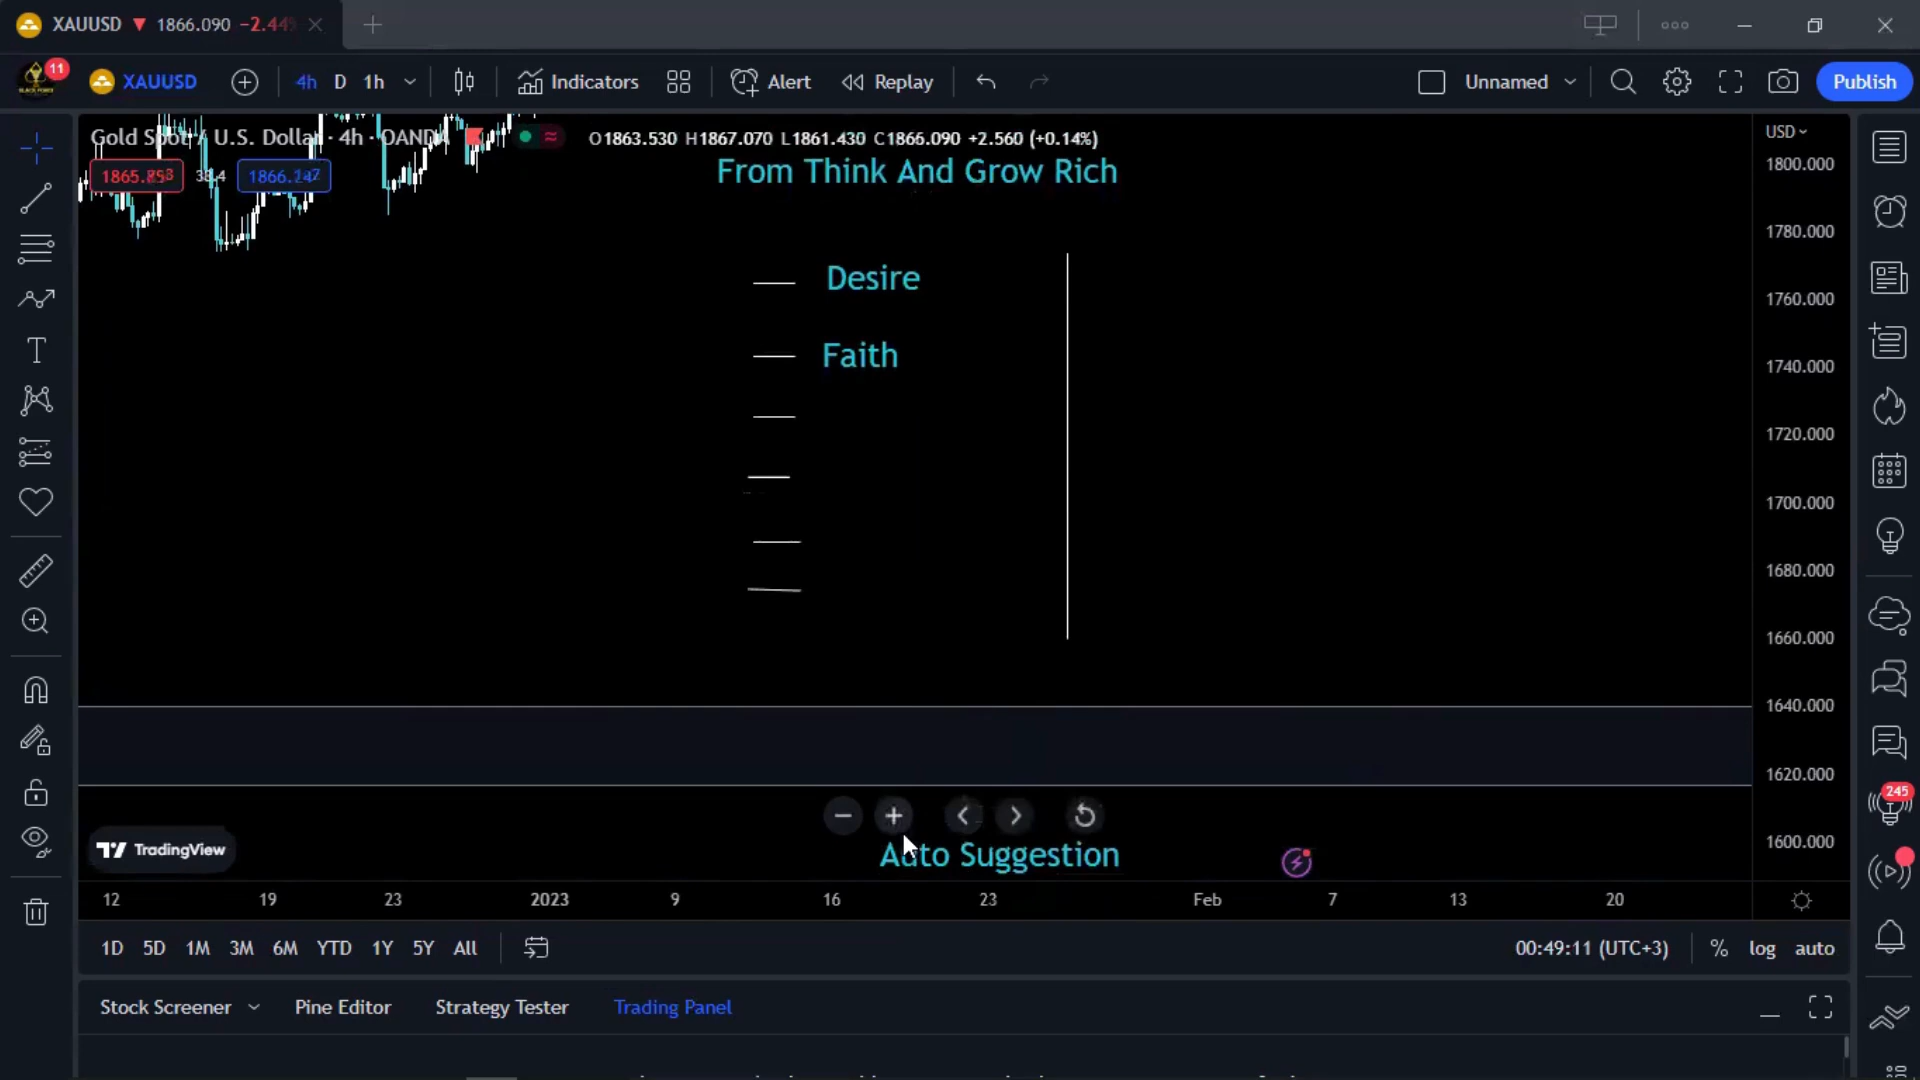 XAUUSD 1866.090 −2.44%
11
XAUUSD 4h D 1h Indicators Alert Replay Unnamed Publish
Gold Spot / U.S. Dollar · 4h · OANDA O1863.530 H1867.070 L1861.430 C1866.090 +2.560 (+0.14%)
USD
From Think And Grow Rich
1800.000
1780.000
Desire
1760.000
Faith
1740.000
1720.000
1700.000
1680.000
1660.000
1640.000
1620.000
245
1600.000
TradingView
Auto Suggestion
12 19 23 2023 9 16 23 Feb 7 13 20
1D 5D 1M 3M 6M YTD 1Y 5Y All 00:49:11 (UTC+3) % log auto
Stock Screener Pine Editor Strategy Tester Trading Panel